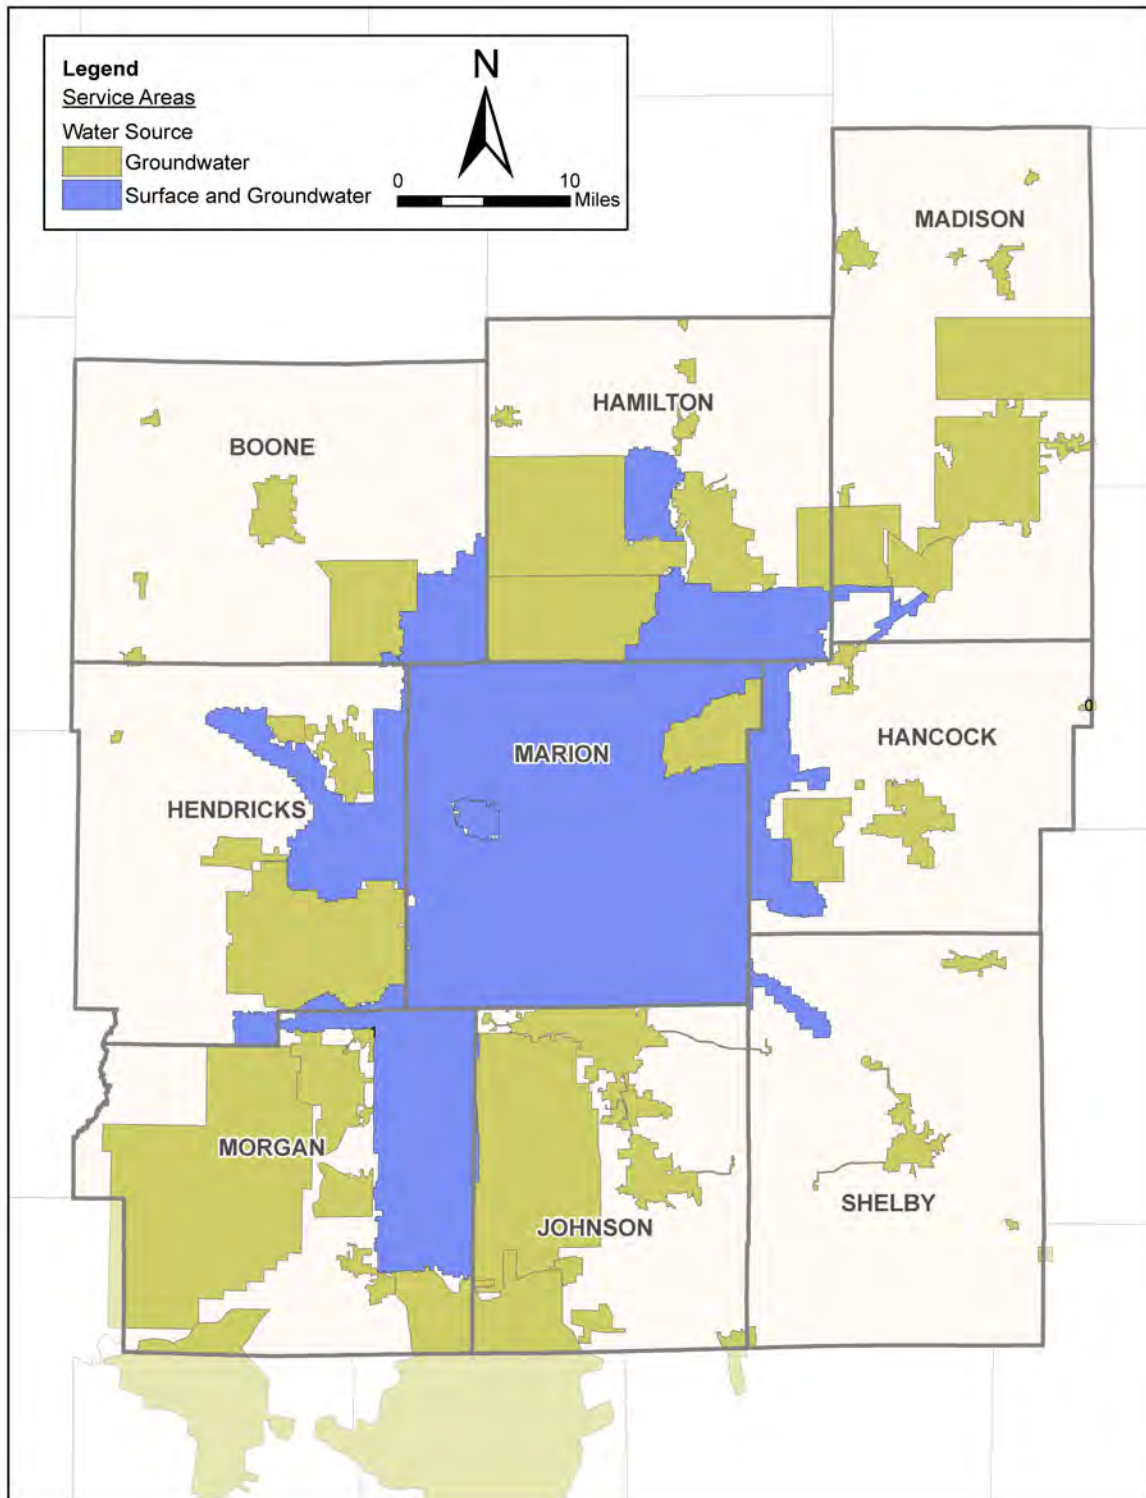 Legend
N
Service Areas
Water Source
Groundwater
Surface and Groundwater
0 10
Miles
MADISON
HAMILTON
BOONE
0
HANCOCK
MARION
HENDRICKS
MORGAN
SHELBY
JOHNSON